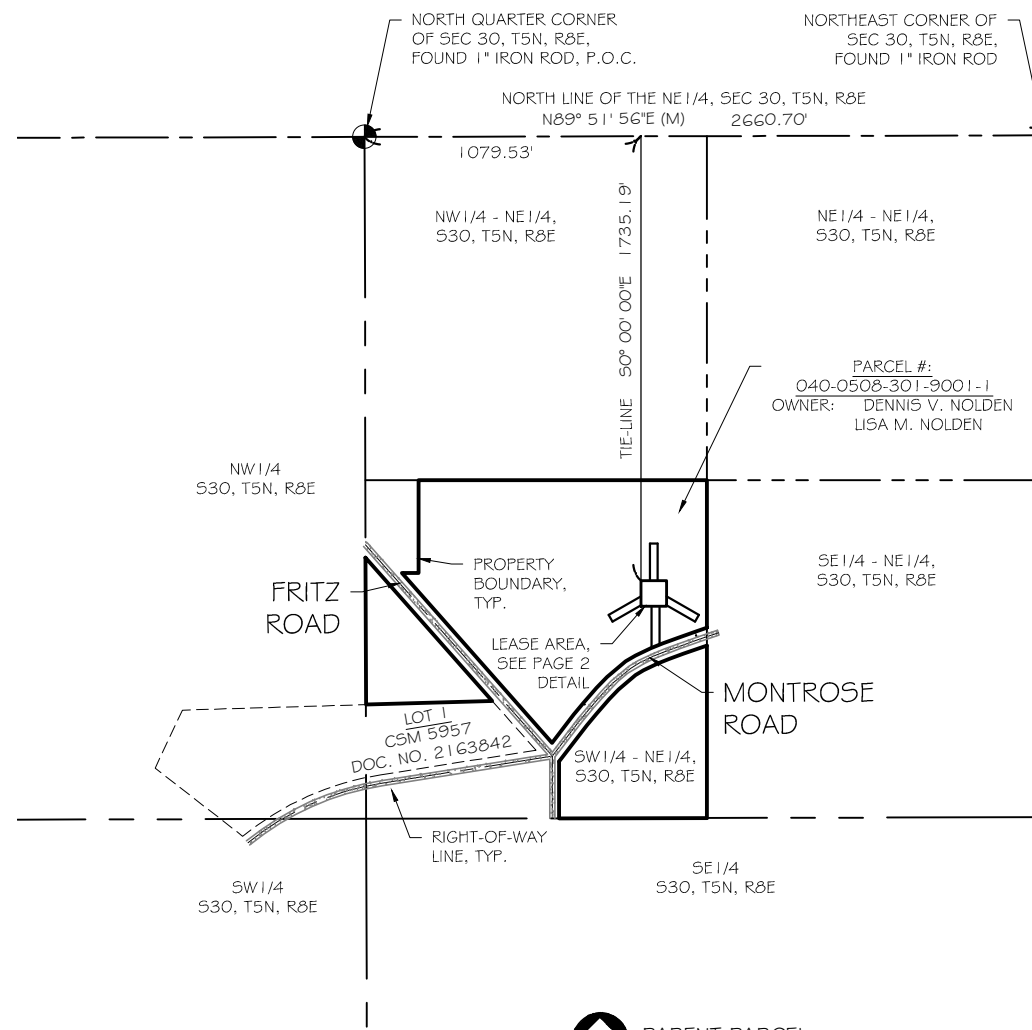 NORTH QUARTER CORNER
OF SEC 30, T5N, R8E,
FOUND 1" IRON ROD, P.O.C.
NORTHEAST CORNER OF
SEC 30, T5N, R8E,
FOUND 1" IRON ROD
NORTH LINE OF THE NE1/4, SEC 30, T5N, R8E
N89° 51' 56"E (M) 2660.70'
1079.53'
NW1/4 - NE1/4,
S30, T5N, R8E
NE1/4 - NE1/4,
S30, T5N, R8E
TIE-LINE S0° 00' 00"E 1735.19'
PARCEL #:
040-0508-301-9001-1
OWNER: DENNIS V. NOLDEN
LISA M. NOLDEN
NW1/4
S30, T5N, R8E
PROPERTY
BOUNDARY,
TYP.
SE1/4 - NE1/4,
S30, T5N, R8E
FRITZ
ROAD
LEASE AREA,
SEE PAGE 2
DETAIL
MONTROSE
ROAD
LOT 1
CSM 5957
DOC. NO. 2163842
SW1/4 - NE1/4,
S30, T5N, R8E
RIGHT-OF-WAY
LINE, TYP.
SE1/4
S30, T5N, R8E
SW1/4
S30, T5N, R8E
PARENT PARCEL